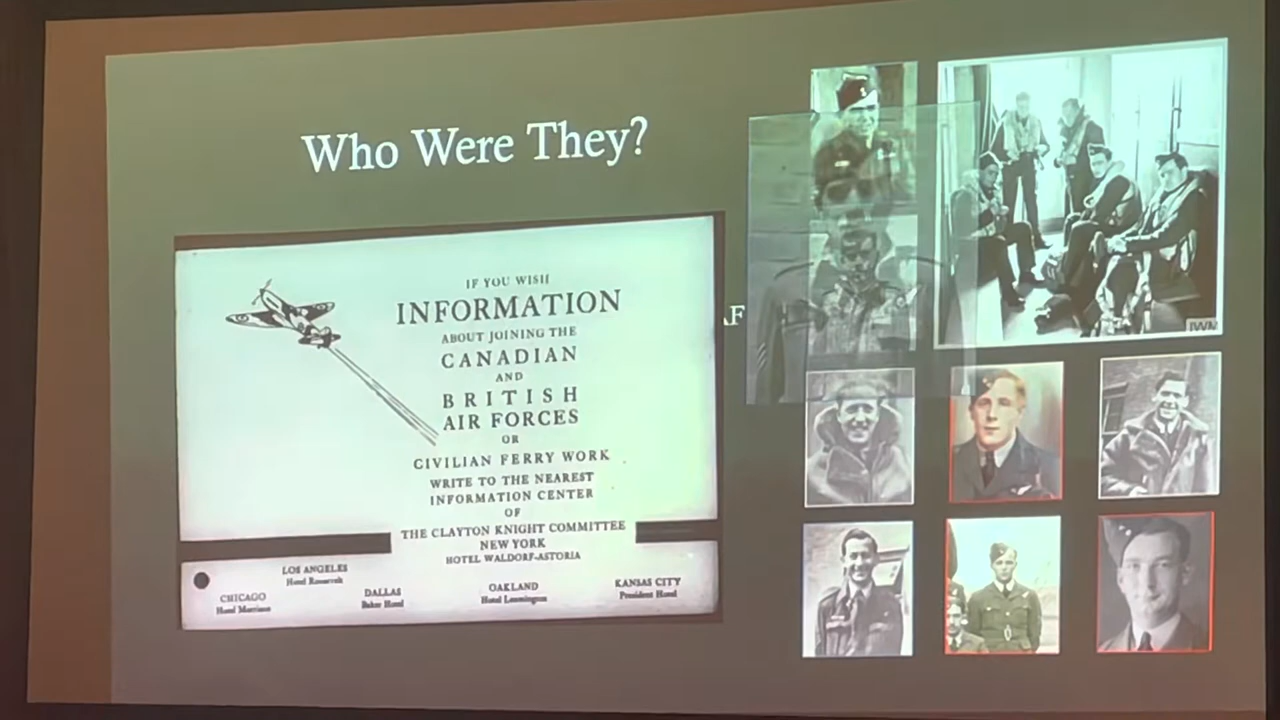 Who Were They?
IF YOU WISH
INFORMATION
ABOUT JOINING THE
CANADIAN
AND
BRITISH
AIR FORCES
OR
CIVILIAN FERRY WORK
WRITE TO THE NEAREST
INFORMATION CENTER
OF
THE CLAYTON KNIGHT COMMITTEE
NEW YORK
HOTEL WALDORF-ASTORIA
LOS ANGELES
Hotel Roosevelt
CHICAGO
Hotel Morrison
DALLAS
Baker Hotel
OAKLAND
Hotel Leamington
KANSAS CITY
President Hotel
AF
IWM